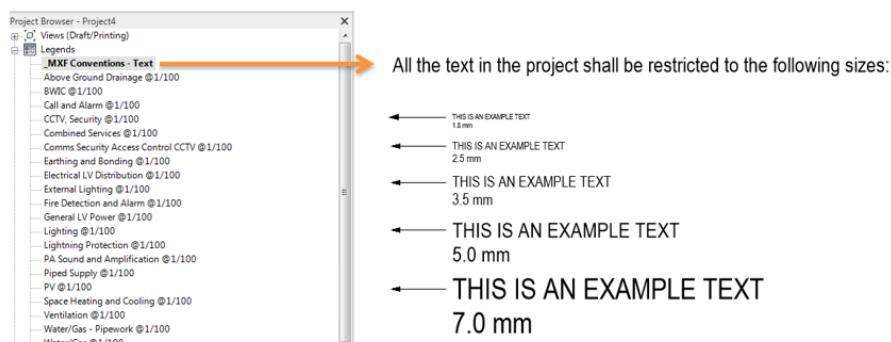 Project Browser - Project4
Views (Draft/Printing)
Legends
_MXF Conventions - Text
Above Ground Drainage @1/100
BWIC @1/100
Call and Alarm @1/100
CCTV, Security @1/100
Combined Services @1/100
Comms Security Access Control CCTV @1/100
Earthing and Bonding @1/100
Electrical LV Distribution @1/100
External Lighting @1/100
Fire Detection and Alarm @1/100
General LV Power @1/100
Lighting @1/100
Lightning Protection @1/100
PA Sound and Amplification @1/100
Piped Supply @1/100
PV @1/100
Space Heating and Cooling @1/100
Ventilation @1/100
Water/Gas - Pipework @1/100
Water/Gas @1/100
All the text in the project shall be restricted to the following sizes:
THIS IS AN EXAMPLE TEXT
1.8 mm
THIS IS AN EXAMPLE TEXT
2.5 mm
THIS IS AN EXAMPLE TEXT
3.5 mm
THIS IS AN EXAMPLE TEXT
5.0 mm
THIS IS AN EXAMPLE TEXT
7.0 mm